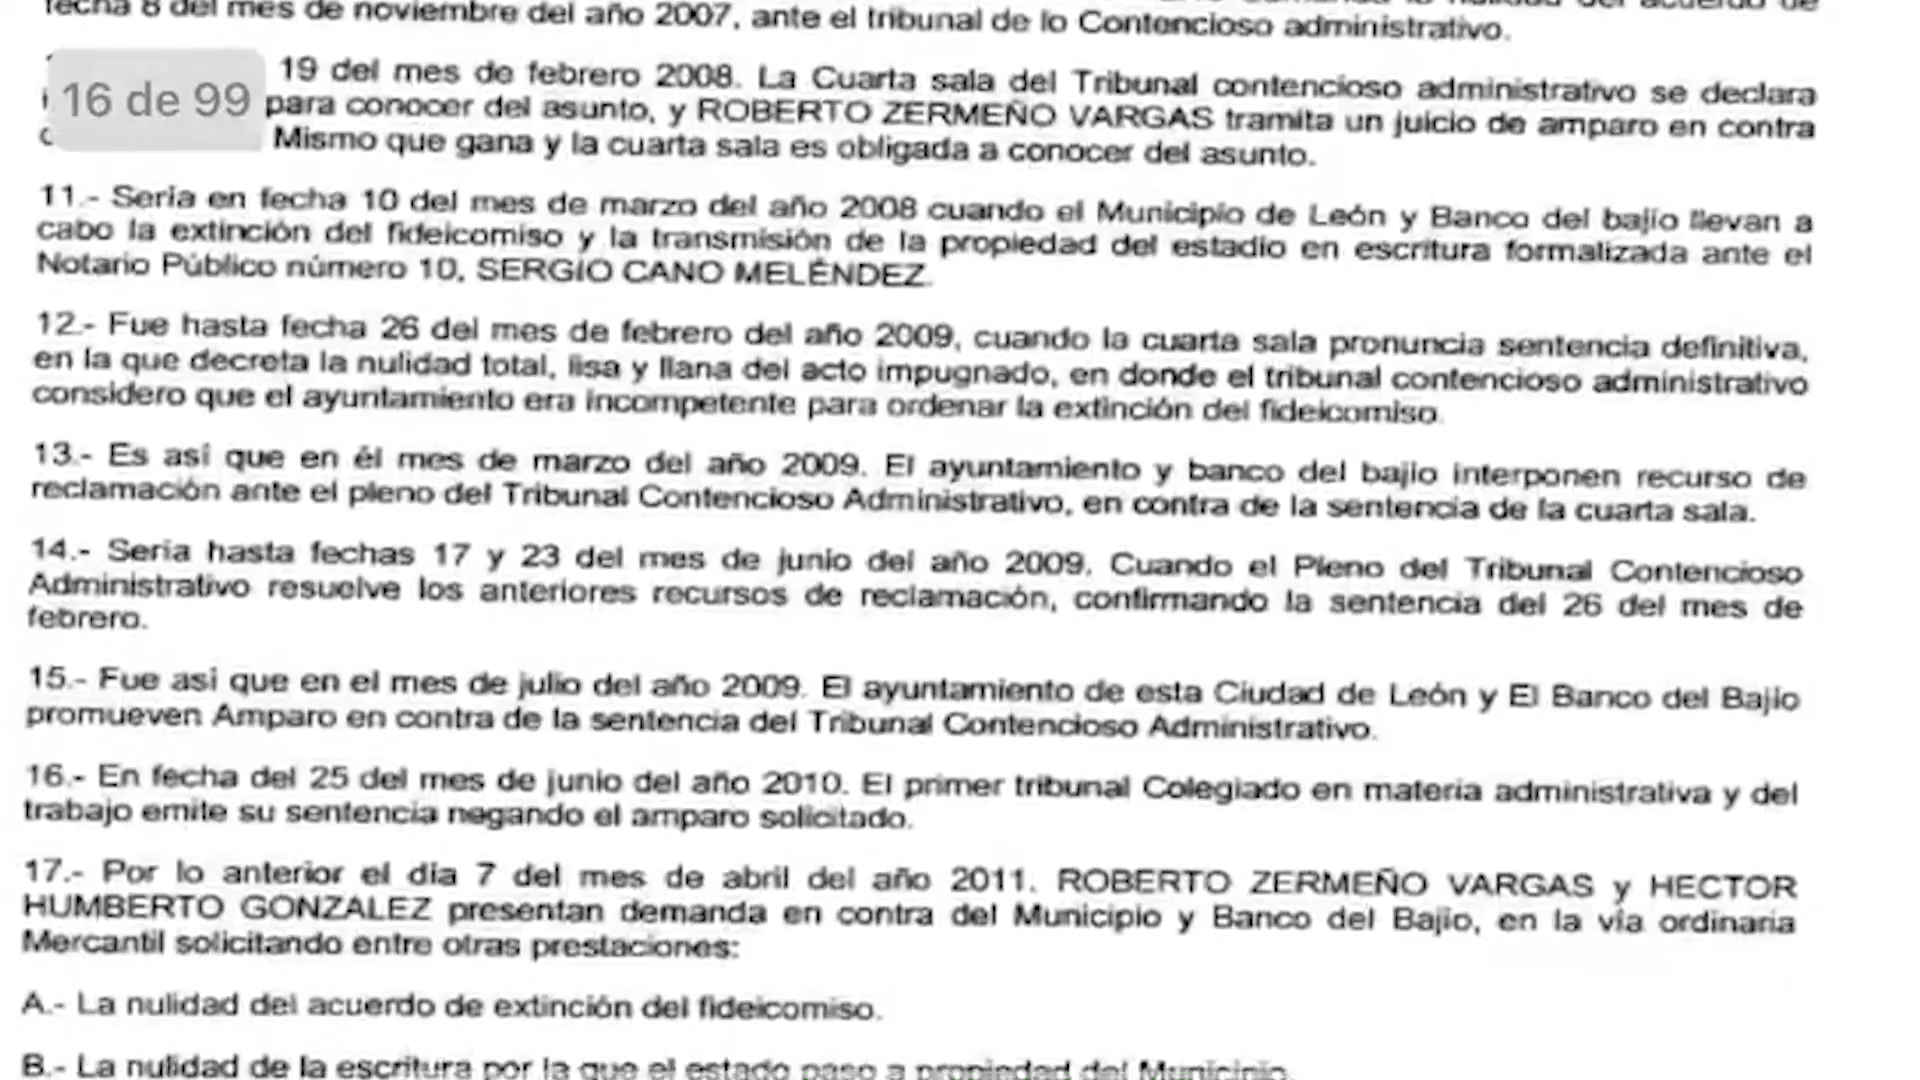 fecha 8 del mes de noviembre del año 2007, ante el tribunal de lo Contencioso administrativo.
19 del mes de febrero 2008. La Cuarta sala del Tribunal contencioso administrativo se declara
16 de 99
para conocer del asunto, y ROBERTO ZERMEÑO VARGAS tramita un juicio de amparo en contra
Mismo que gana y la cuarta sala es obligada a conocer del asunto.
11.- Seria en fecha 10 del mes de marzo del año 2008 cuando el Municipio de León y Banco del bajío llevan a
cabo la extinción del fideicomiso y la transmisión de la propiedad del estadio en escritura formalizada ante el
Notario Público número 10, SERGIO CANO MELÉNDEZ.
12.- Fue hasta fecha 26 del mes de febrero del año 2009, cuando la cuarta sala pronuncia sentencia definitiva,
en la que decreta la nulidad total, lisa y llana del acto impugnado, en donde el tribunal contencioso administrativo
considero que el ayuntamiento era incompetente para ordenar la extinción del fideicomiso.
13.- Es así que en él mes de marzo del año 2009. El ayuntamiento y banco del bajío interponen recurso de
reclamación ante el pleno del Tribunal Contencioso Administrativo, en contra de la sentencia de la cuarta sala.
14.- Seria hasta fechas 17 y 23 del mes de junio del año 2009. Cuando el Pleno del Tribunal Contencioso
Administrativo resuelve los anteriores recursos de reclamación, confirmando la sentencia del 26 del mes de
febrero.
15.- Fue así que en el mes de julio del año 2009. El ayuntamiento de esta Ciudad de León y El Banco del Bajío
promueven Amparo en contra de la sentencia del Tribunal Contencioso Administrativo.
16.- En fecha del 25 del mes de junio del año 2010. El primer tribunal Colegiado en materia administrativa y del
trabajo emite su sentencia negando el amparo solicitado.
17.- Por lo anterior el día 7 del mes de abril del año 2011. ROBERTO ZERMEÑO VARGAS y HECTOR
HUMBERTO GONZALEZ presentan demanda en contra del Municipio y Banco del Bajío, en la vía ordinaria
Mercantil solicitando entre otras prestaciones:
A.- La nulidad del acuerdo de extinción del fideicomiso.
B.- La nulidad de la escritura por la que el estado paso a propiedad del Municipio.